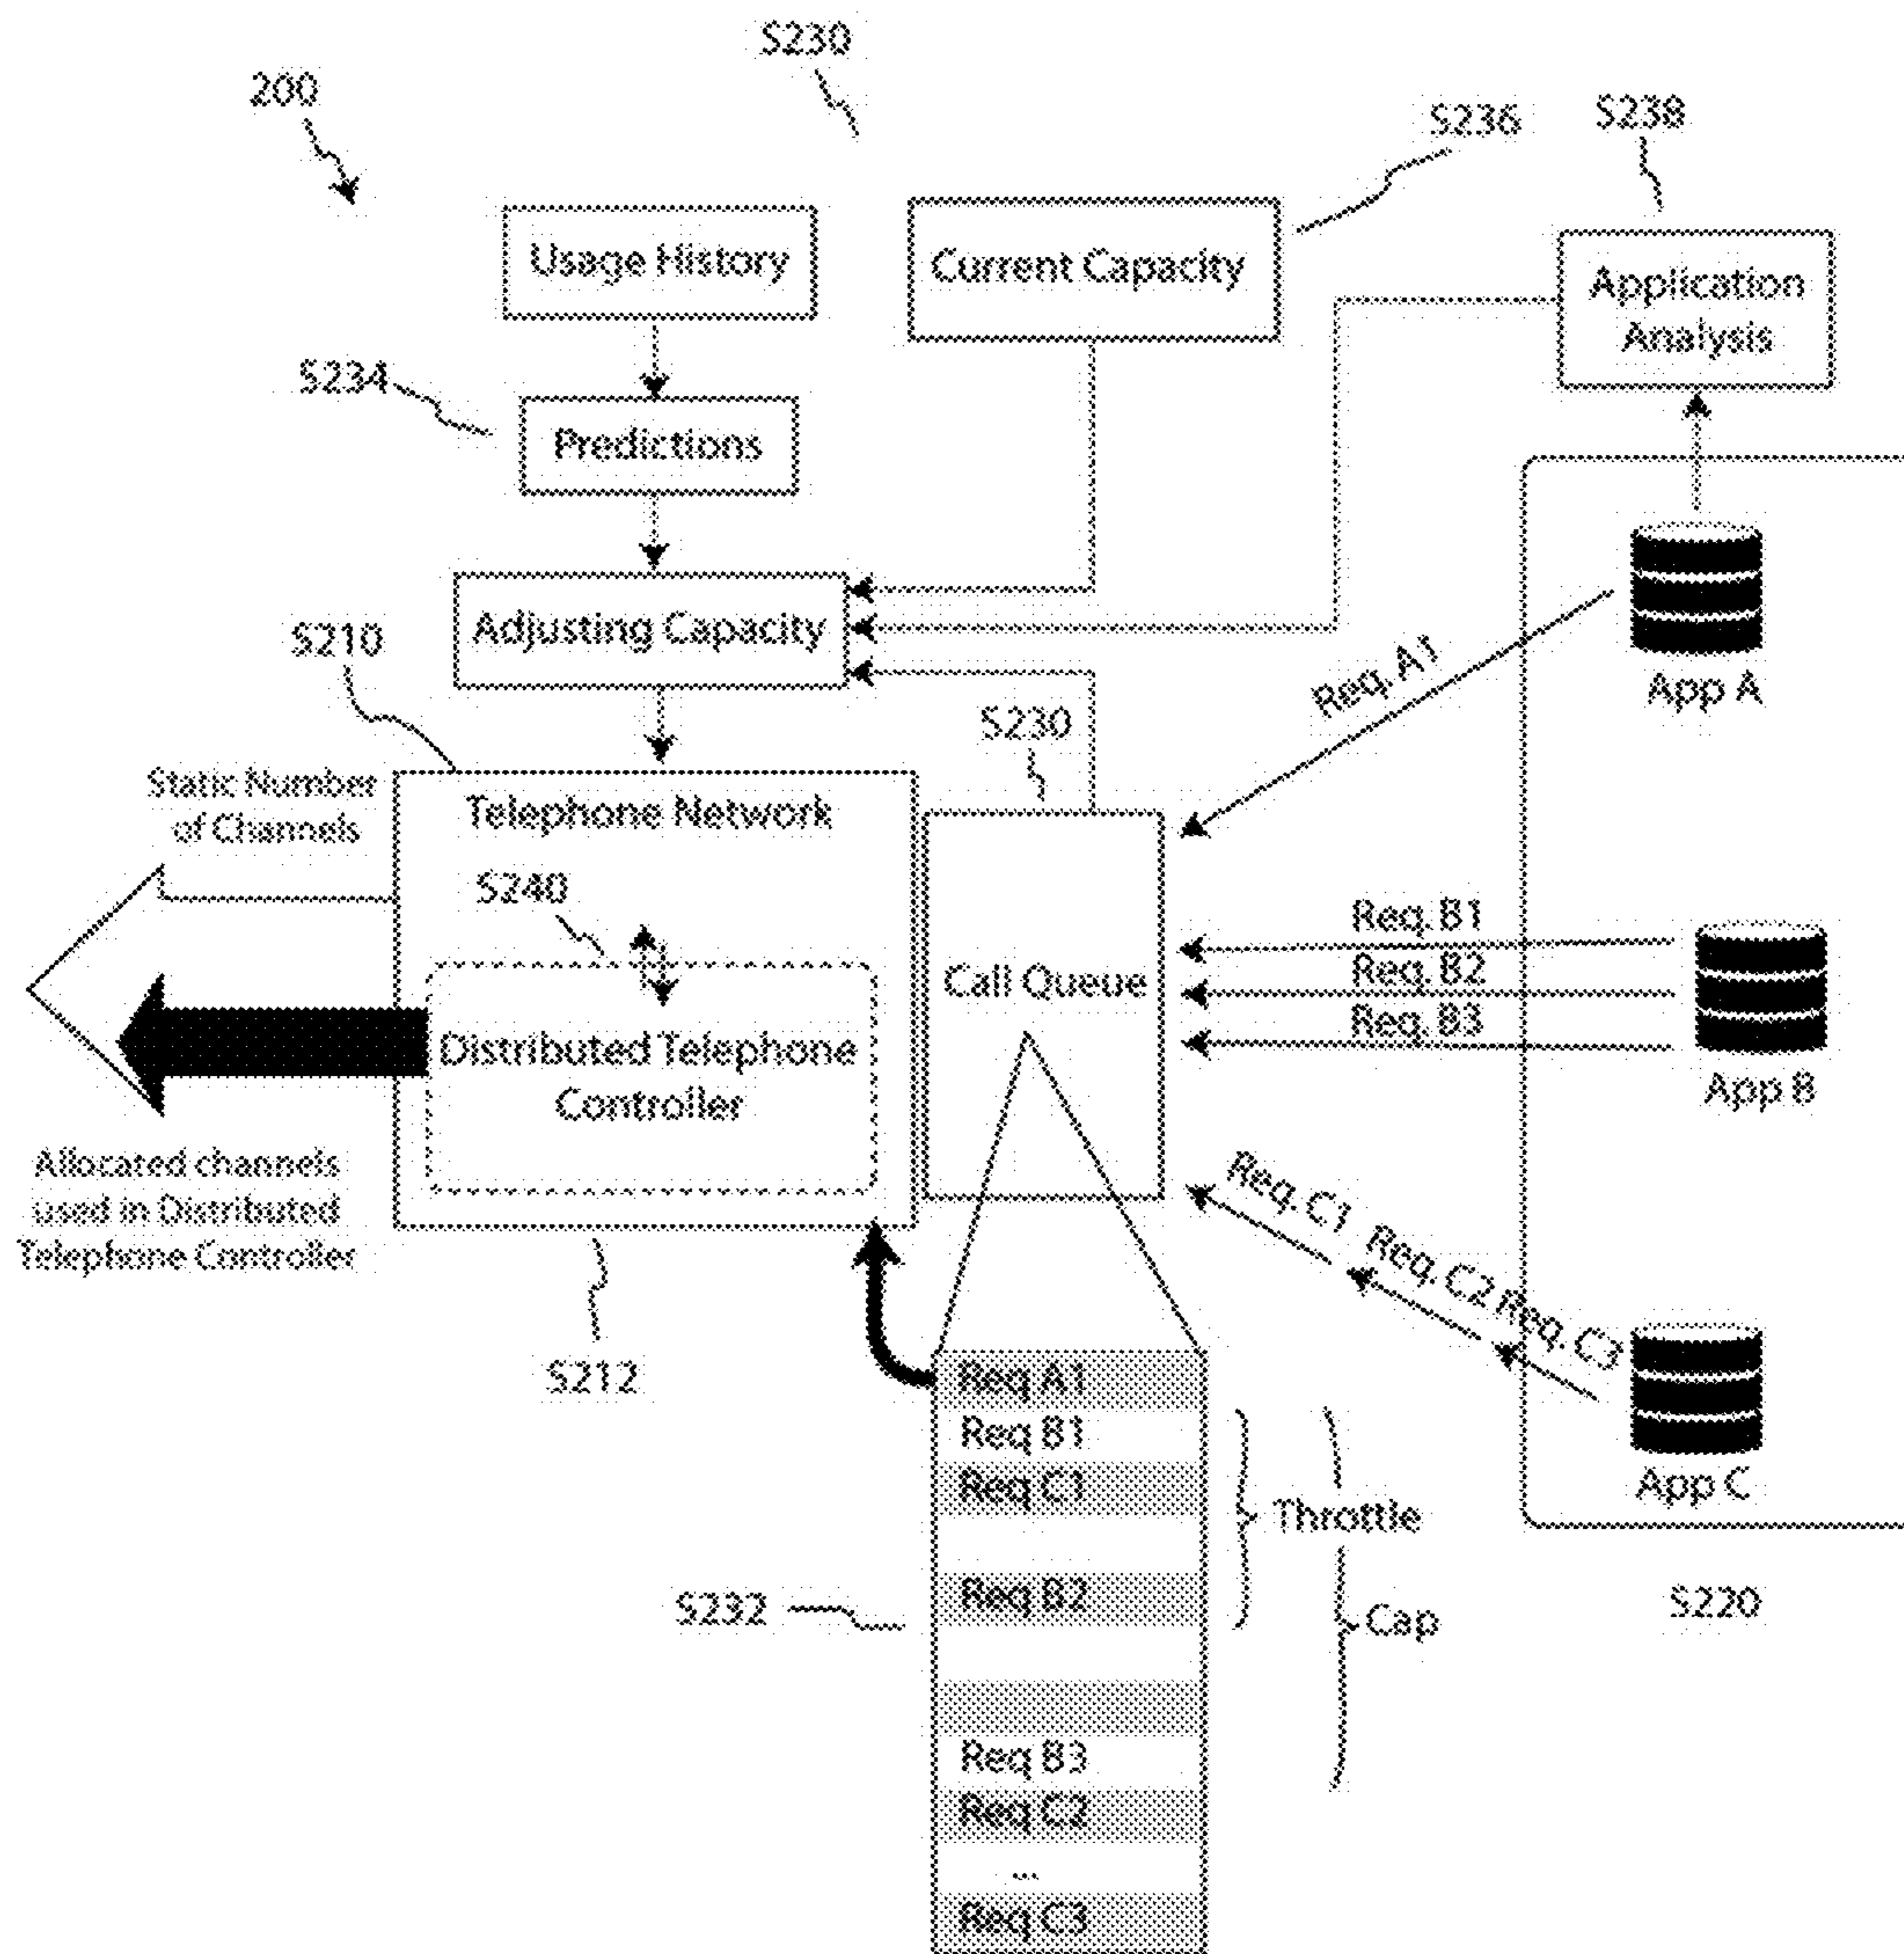 S230
200
S236
S238
Usage History
Current Capacity
Application
Analysis
S234
Predictions
Adjusting Capacity
S210
S230
Req. A1
App A
Static Number
of Channels
Telephone Network
S240
Call Queue
Req. B1
Req. B2
Req. B3
App B
Distributed Telephone
Controller
Allocated channels
used in Distributed
Telephone Controller
Req. C1
Req. C2
Req. C3
App C
S212
Req A1
Req B1
Req C1
Throttle
Req B2
S232
Cap
S220
Req B3
Req C2
...
Req C3